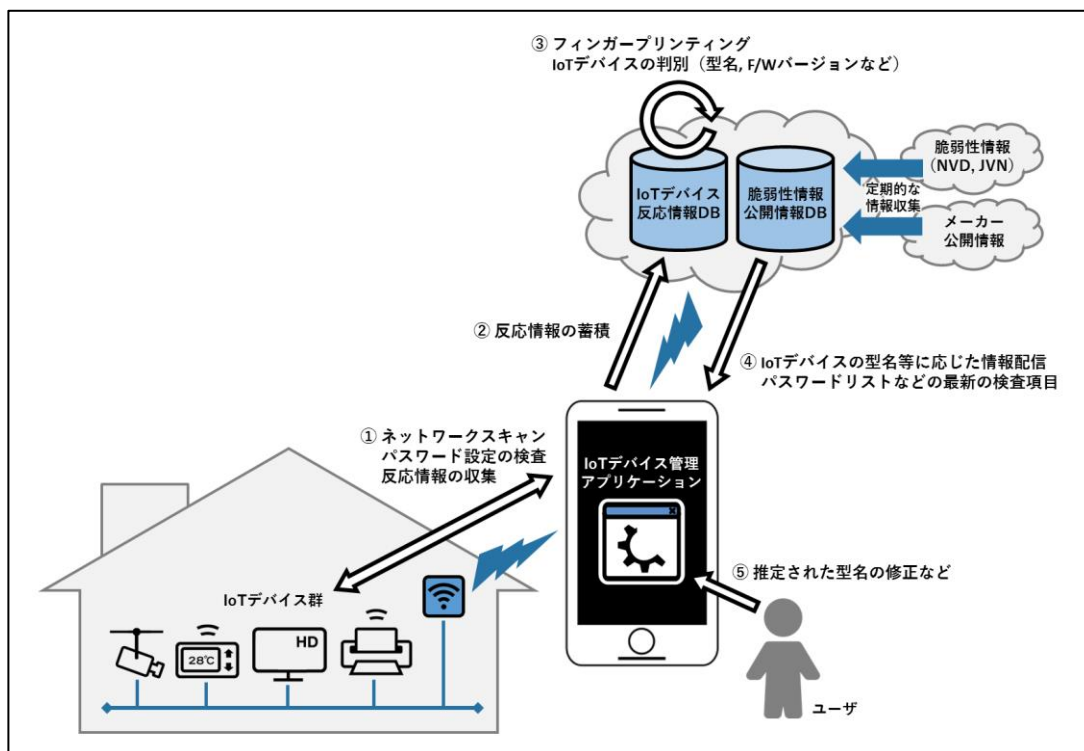 ③ フィンガープリンティング
IoTデバイスの判別（型名, F/Wバージョンなど）
IoTデバイス
反応情報DB
脆弱性情報
公開情報DB
脆弱性情報
（NVD, JVN）
定期的な
情報収集
メーカー
公開情報
② 反応情報の蓄積
④ IoTデバイスの型名等に応じた情報配信
パスワードリストなどの最新の検査項目
① ネットワークスキャン
パスワード設定の検査
反応情報の収集
IoTデバイス管理
アプリケーション
⑤ 推定された型名の修正など
IoTデバイス群
28℃
HD
ユーザ